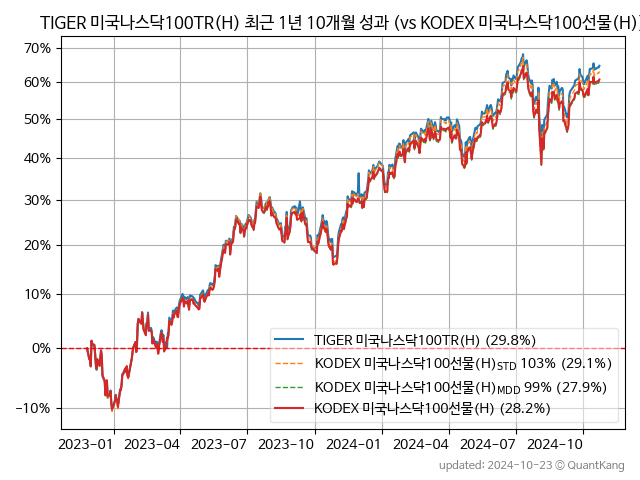 TIGER 미국나스닥100TR(H) 최근 1년 10개월 성과 (vs KODEX 미국나스닥100선물(H))
70%
60%
50%
40%
30%
20%
10%
0%
−10%
TIGER 미국나스닥100TR(H) (29.8%)
KODEX 미국나스닥100선물(H)STD 103% (29.1%)
KODEX 미국나스닥100선물(H)MDD 99% (27.9%)
KODEX 미국나스닥100선물(H) (28.2%)
2023-01 2023-04 2023-07 2023-10 2024-01 2024-04 2024-07 2024-10
updated: 2024-10-23 © QuantKang